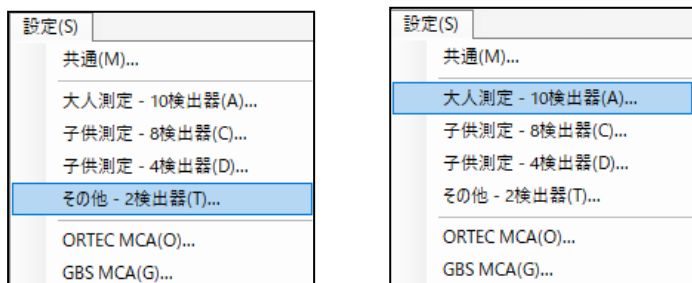 設定(S)
共通(M)...
大人測定 - 10検出器(A)...
子供測定 - 8検出器(C)...
子供測定 - 4検出器(D)...
その他 - 2検出器(T)...
ORTEC MCA(O)...
GBS MCA(G)...
設定(S)
共通(M)...
大人測定 - 10検出器(A)...
子供測定 - 8検出器(C)...
子供測定 - 4検出器(D)...
その他 - 2検出器(T)...
ORTEC MCA(O)...
GBS MCA(G)...